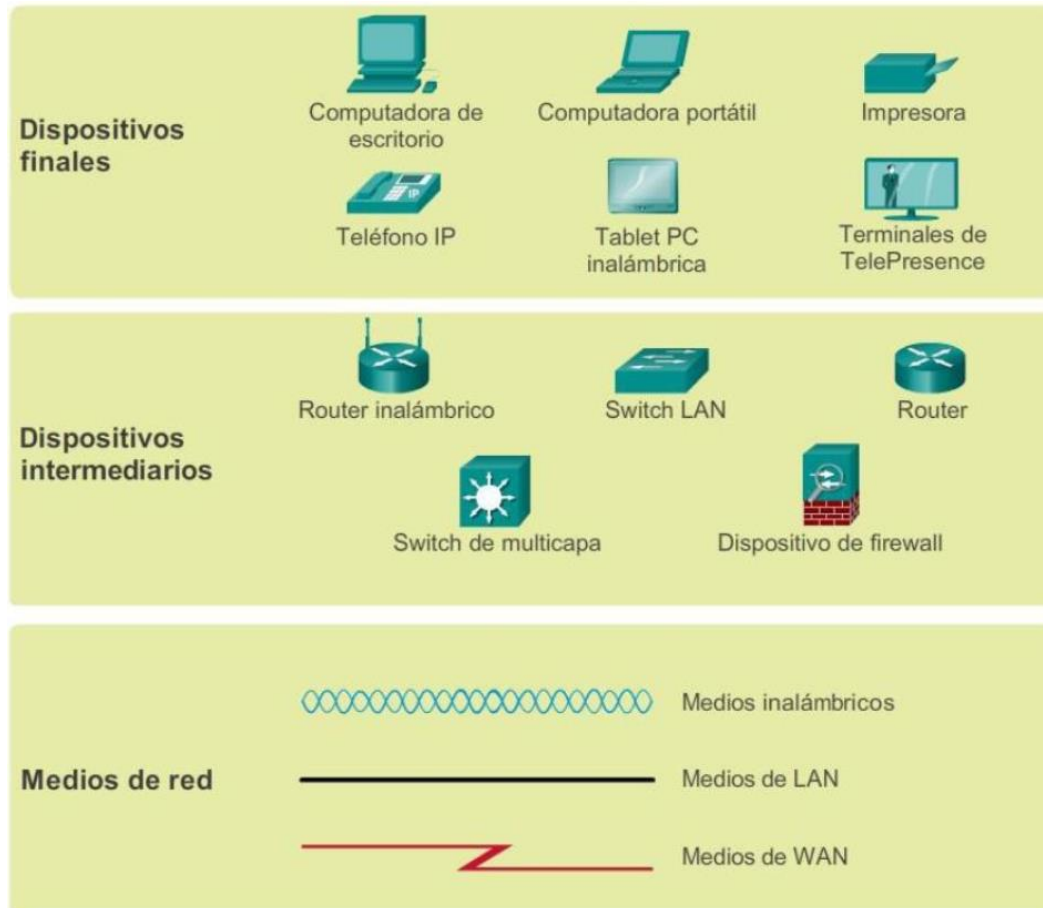 Dispositivos
finales
Computadora de
escritorio
Computadora portátil
Impresora
IP
Teléfono IP
Tablet PC
inalámbrica
Terminales de
TelePresence
Dispositivos
intermediarios
Router inalámbrico
Switch LAN
Router
Switch de multicapa
Dispositivo de firewall
Medios de red
Medios inalámbricos
Medios de LAN
Medios de WAN